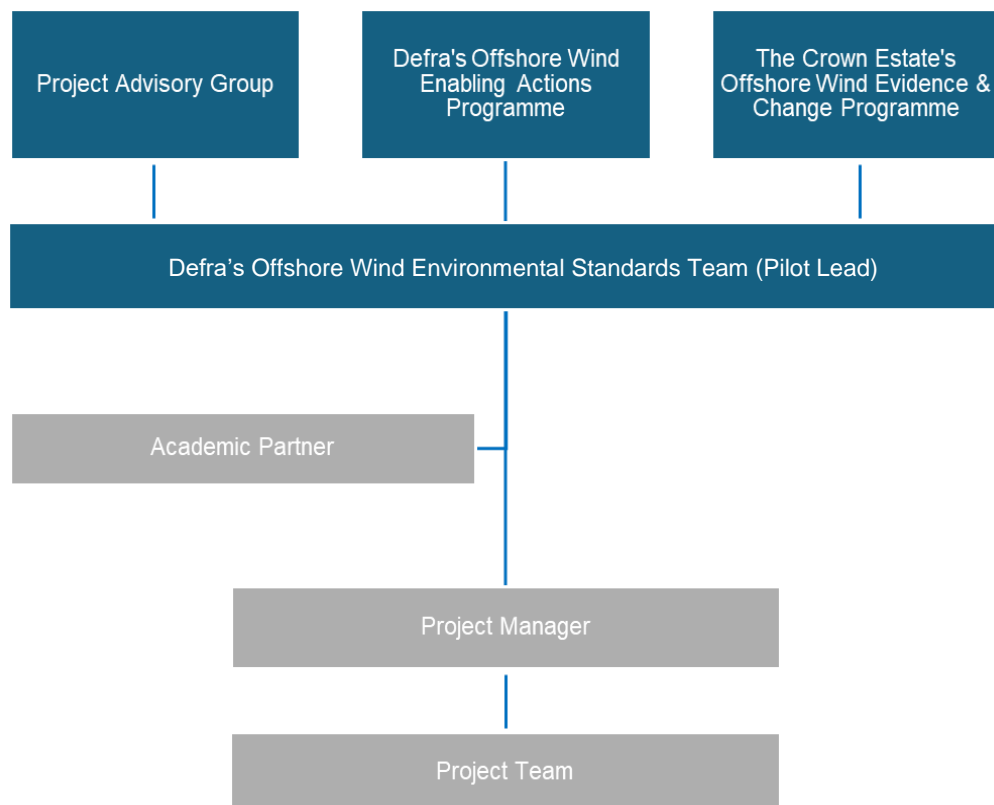 Project Advisory Group
Defra's Offshore Wind
Enabling Actions
Programme
The Crown Estate's
Offshore Wind Evidence &
Change Programme
Defra’s Offshore Wind Environmental Standards Team (Pilot Lead)
Academic Partner
Project Manager
Project Team